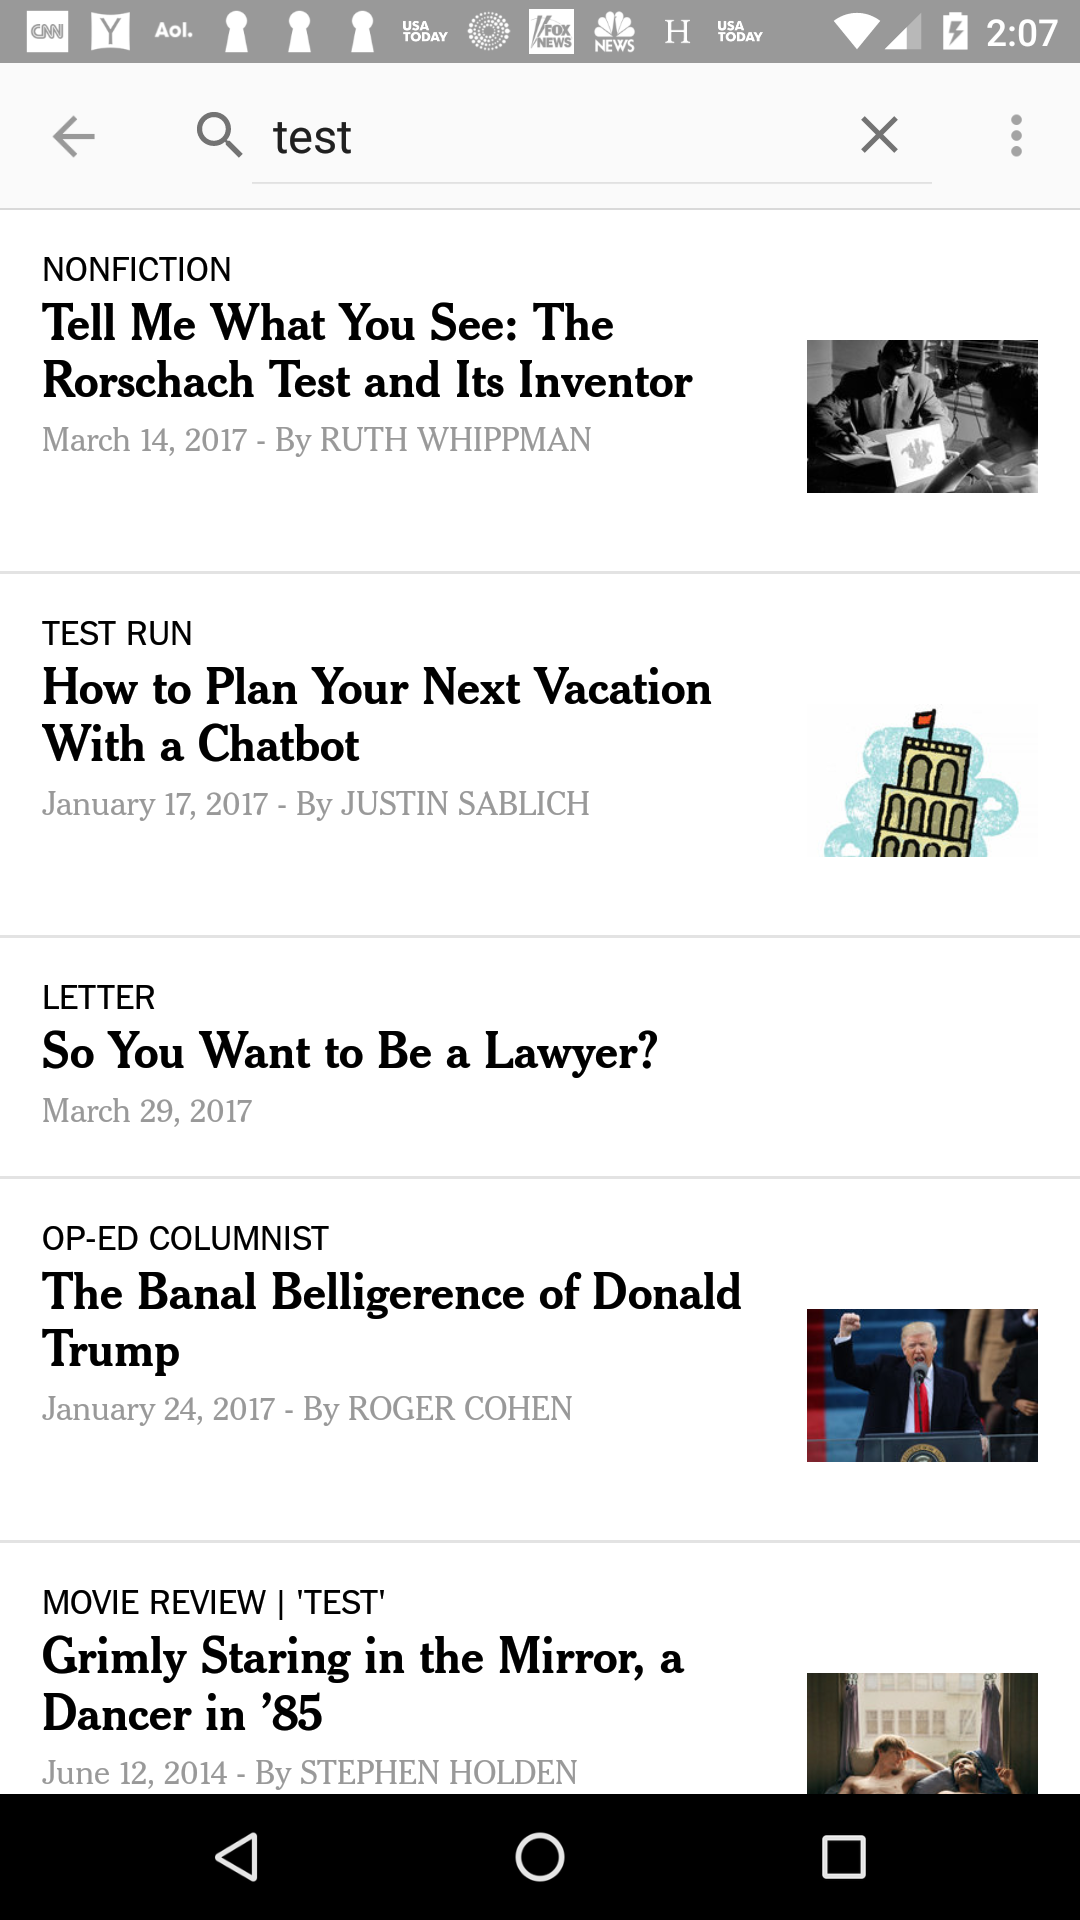 CNN Y Aol. USA TODAY FOX NEWS NBC NEWS H USA TODAY 2:07
test
NONFICTION
Tell Me What You See: The
Rorschach Test and Its Inventor
March 14, 2017 - By RUTH WHIPPMAN
TEST RUN
How to Plan Your Next Vacation
With a Chatbot
January 17, 2017 - By JUSTIN SABLICH
LETTER
So You Want to Be a Lawyer?
March 29, 2017
OP-ED COLUMNIST
The Banal Belligerence of Donald
Trump
January 24, 2017 - By ROGER COHEN
MOVIE REVIEW | 'TEST'
Grimly Staring in the Mirror, a
Dancer in ’85
June 12, 2014 - By STEPHEN HOLDEN